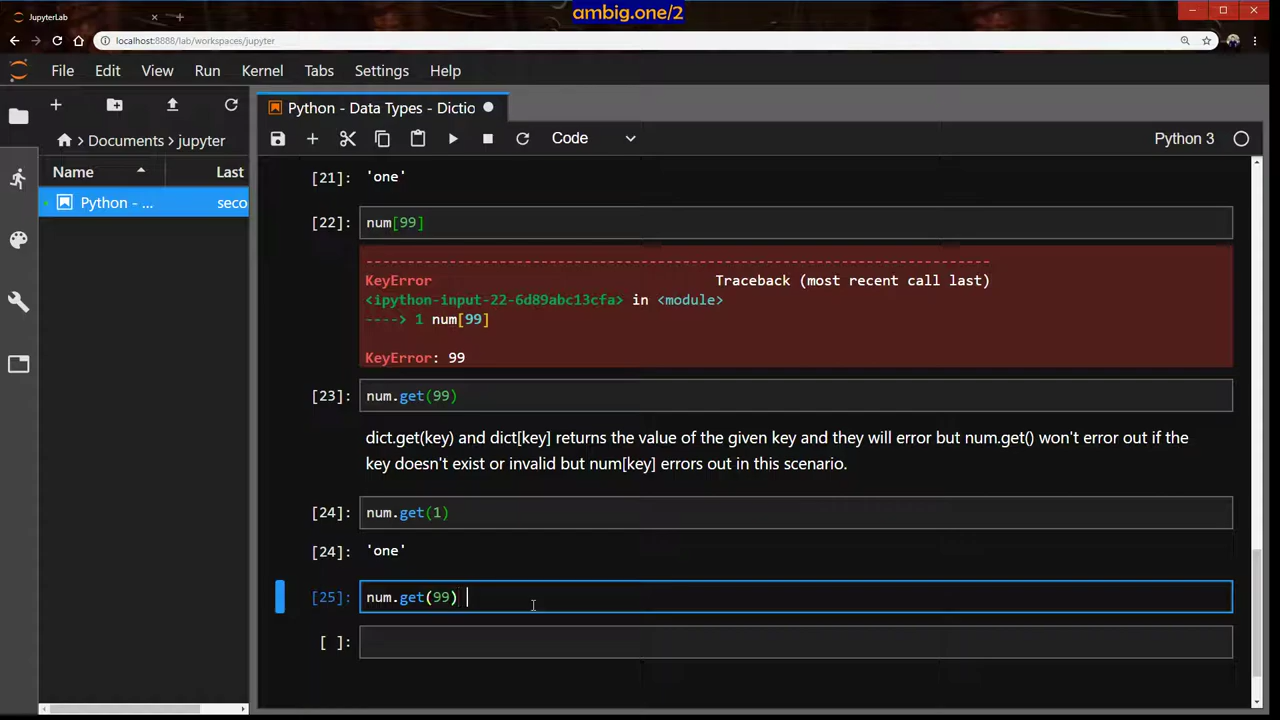 JupyterLab
ambig.one/2
localhost:8888/lab/workspaces/jupyter
File Edit View Run Kernel Tabs Settings Help
Python - Data Types - Dictio
Documents > jupyter
Code
Python 3
Name Last
Python - ... seco
[21]: 'one'
[22]: num[99]
---------------------------------------------------------------------------
KeyError Traceback (most recent call last)
<ipython-input-22-6d89abc13cfa> in <module>
----> 1 num[99]
KeyError: 99
[23]: num.get(99)
dict.get(key) and dict[key] returns the value of the given key and they will error but num.get() won't error out if the
key doesn't exist or invalid but num[key] errors out in this scenario.
[24]: num.get(1)
[24]: 'one'
[25]: num.get(99)
[ ]: